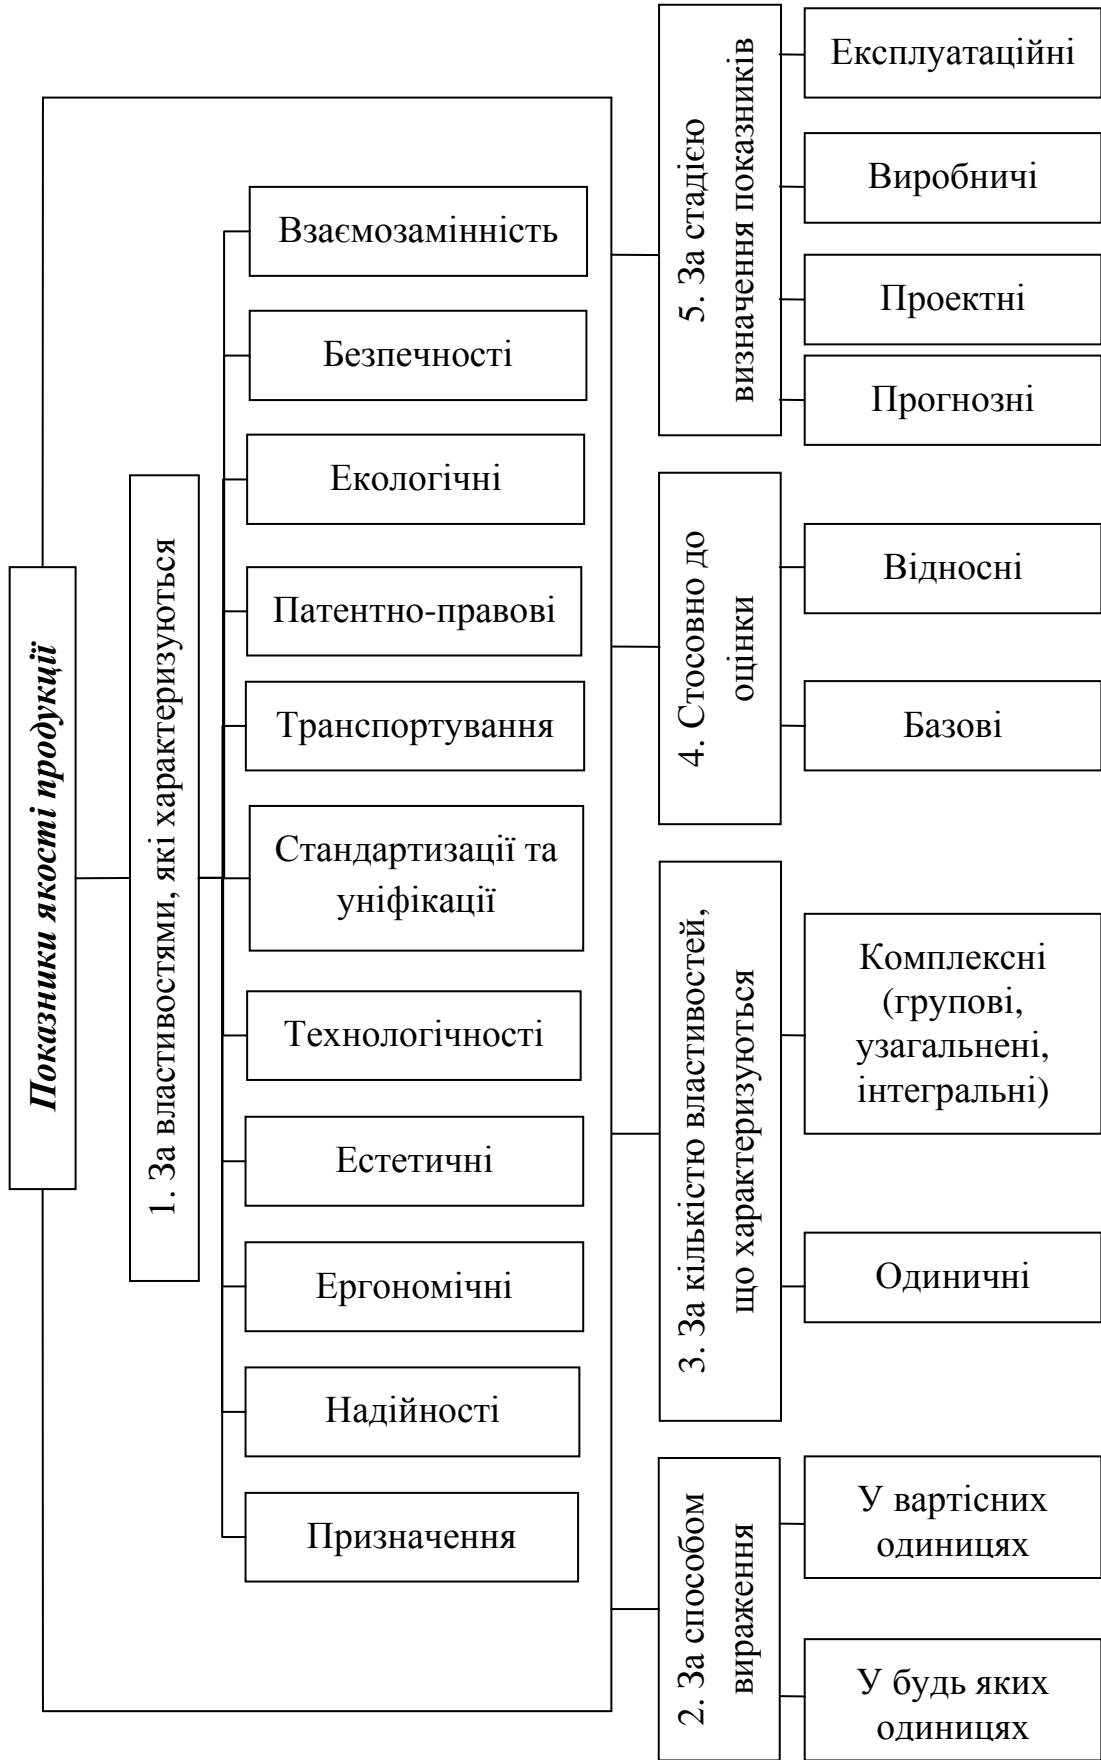 Показники якості продукції
1. За властивостями, які характеризуються
Взаємозамінність
Безпечності
Екологічні
Патентно-правові
Транспортування
Стандартизації та
уніфікації
Технологічності
Естетичні
Ергономічні
Надійності
Призначення
5. За стадією
визначення показників
Експлуатаційні
Виробничі
Проектні
Прогнозні
4. Стосовно до
оцінки
Відносні
Базові
3. За кількістю властивостей,
що характеризуються
Комплексні
(групові,
узагальнені,
інтегральні)
Одиничні
2. За способом
вираження
У вартісних
одиницях
У будь яких
одиницях